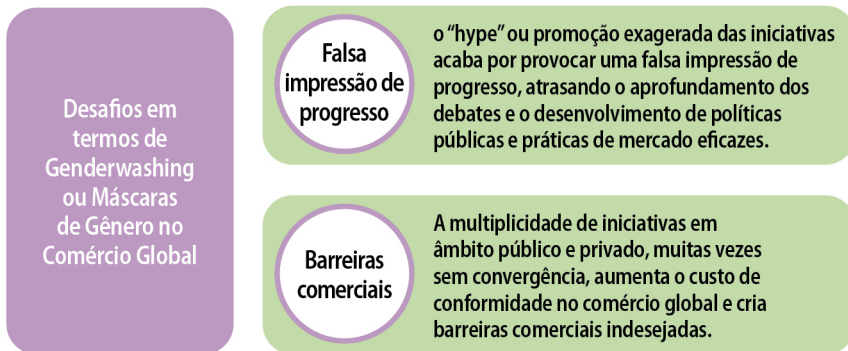 Desafios em
termos de
Genderwashing
ou Máscaras
de Gênero no
Comércio Global
Falsa
impressão de
progresso
o “hype” ou promoção exagerada das iniciativas
acaba por provocar uma falsa impressão de
progresso, atrasando o aprofundamento dos
debates e o desenvolvimento de políticas
públicas e práticas de mercado eficazes.
Barreiras
comerciais
A multiplicidade de iniciativas em
âmbito público e privado, muitas vezes
sem convergência, aumenta o custo de
conformidade no comércio global e cria
barreiras comerciais indesejadas.